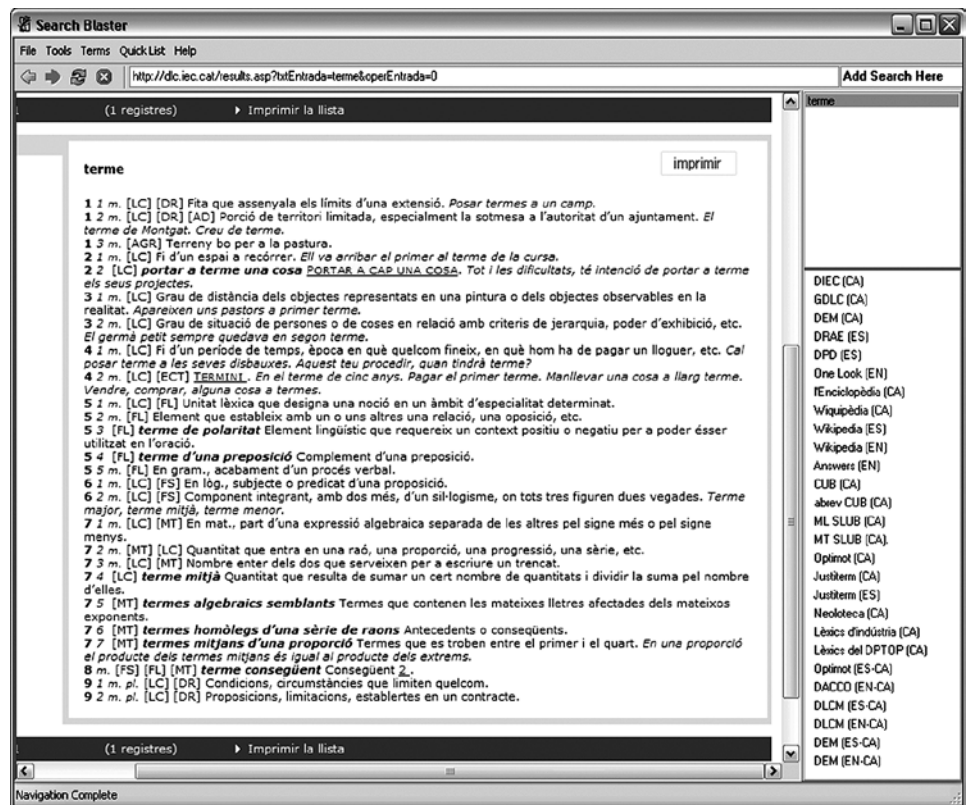 Search Blaster
File Tools Terms QuickList Help
http://dlc.iec.cat/results.asp?txtEntrada=terme&operEntrada=0
Add Search Here
(1 registres) Imprimir la llista
terme
imprimir
terme
1 1 m. [LC] [DR] Fita que assenyala els límits d'una extensió. Posar termes a un camp.
1 2 m. [LC] [DR] [AD] Porció de territori limitada, especialment la sotmesa a l'autoritat d'un ajuntament. El
terme de Montgat. Creu de terme.
1 3 m. [AGR] Terreny bo per a la pastura.
2 1 m. [LC] Fi d'un espai a recórrer. Ell va arribar el primer al terme de la cursa.
2 2 [LC] portar a terme una cosa PORTAR A CAP UNA COSA. Tot i les dificultats, té intenció de portar a terme
els seus projectes.
3 1 m. [LC] Grau de distància dels objectes representats en una pintura o dels objectes observables en la
realitat. Apareixen uns pastors a primer terme.
3 2 m. [LC] Grau de situació de persones o de coses en relació amb criteris de jerarquia, poder d'exhibició, etc.
El germà petit sempre quedava en segon terme.
4 1 m. [LC] Fi d'un període de temps, època en què quelcom fineix, en què hom ha de pagar un lloguer, etc. Cal
posar terme a les seves disbauxes. Aquest teu procedir, quan tindrà terme?
4 2 m. [LC] [ECT] TERMINI . En el terme de cinc anys. Pagar el primer terme. Manllevar una cosa a llarg terme.
Vendre, comprar, alguna cosa a termes.
5 1 m. [LC] [FL] Unitat lèxica que designa una noció en un àmbit d'especialitat determinat.
5 2 m. [FL] Element que estableix amb un o uns altres una relació, una oposició, etc.
5 3 [FL] terme de polaritat Element lingüístic que requereix un context positiu o negatiu per a poder ésser
utilitzat en l'oració.
5 4 [FL] terme d'una preposició Complement d'una preposició.
5 5 m. [FL] En gram., acabament d'un procés verbal.
6 1 m. [LC] [FS] En lòg., subjecte o predicat d'una proposició.
6 2 m. [LC] [FS] Component integrant, amb dos més, d'un sil·logisme, on tots tres figuren dues vegades. Terme
major, terme mitjà, terme menor.
7 1 m. [LC] [MT] En mat., part d'una expressió algebraica separada de les altres pel signe més o pel signe
menys.
7 2 m. [MT] [LC] Quantitat que entra en una raó, una proporció, una progressió, una sèrie, etc.
7 3 m. [LC] [MT] Nombre enter dels dos que serveixen per a escriure un trencat.
7 4 [LC] terme mitjà Quantitat que resulta de sumar un cert nombre de quantitats i dividir la suma pel nombre
d'elles.
7 5 [MT] termes algebraics semblants Termes que contenen les mateixes lletres afectades dels mateixos
exponents.
7 6 [MT] termes homòlegs d'una sèrie de raons Antecedents o conseqüents.
7 7 [MT] termes mitjans d'una proporció Termes que es troben entre el primer i el quart. En una proporció
el producte dels termes mitjans és igual al producte dels extrems.
8 m. [FS] [FL] [MT] terme consegüent Consegüent 2 .
9 1 m. pl. [LC] [DR] Condicions, circumstàncies que limiten quelcom.
9 2 m. pl. [LC] [DR] Proposicions, limitacions, establertes en un contracte.
(1 registres) Imprimir la llista
DIEC (CA)
GDLC (CA)
DEM (CA)
DRAE (ES)
DPD (ES)
One Look (EN)
l'Enciclopèdia (CA)
Wiquipèdia (CA)
Wikipedia (ES)
Wikipedia (EN)
Answers (EN)
CUB (CA)
abrev CUB (CA)
ML SLUB (CA)
MT SLUB (CA).
Optimot (CA)
Justiterm (CA)
Justiterm (ES)
Neoloteca (CA)
Lèxics d'indústria (CA)
Lèxics del DPTOP (CA)
Optimot (ES-CA)
DACCO (EN-CA)
DLCM (ES-CA)
DLCM (EN-CA)
DEM (ES-CA)
DEM (EN-CA)
Navigation Complete